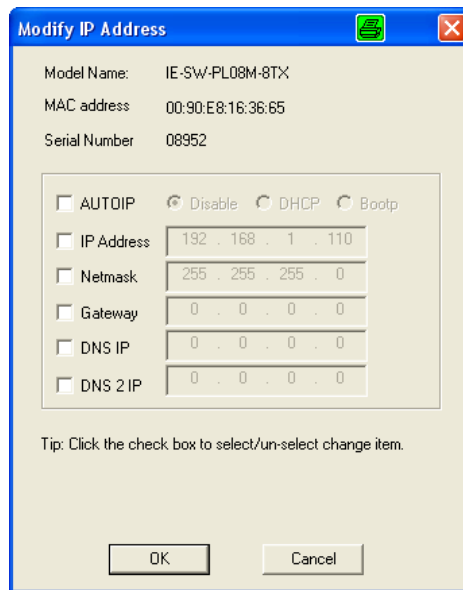 Modify IP Address
Model Name: IE-SW-PL08M-8TX
MAC address 00:90:E8:16:36:65
Serial Number 08952
AUTOIP Disable DHCP Bootp
IP Address 192 . 168 . 1 . 110
Netmask 255 . 255 . 255 . 0
Gateway 0 . 0 . 0 . 0
DNS IP 0 . 0 . 0 . 0
DNS 2 IP 0 . 0 . 0 . 0
Tip: Click the check box to select/un-select change item.
OK Cancel